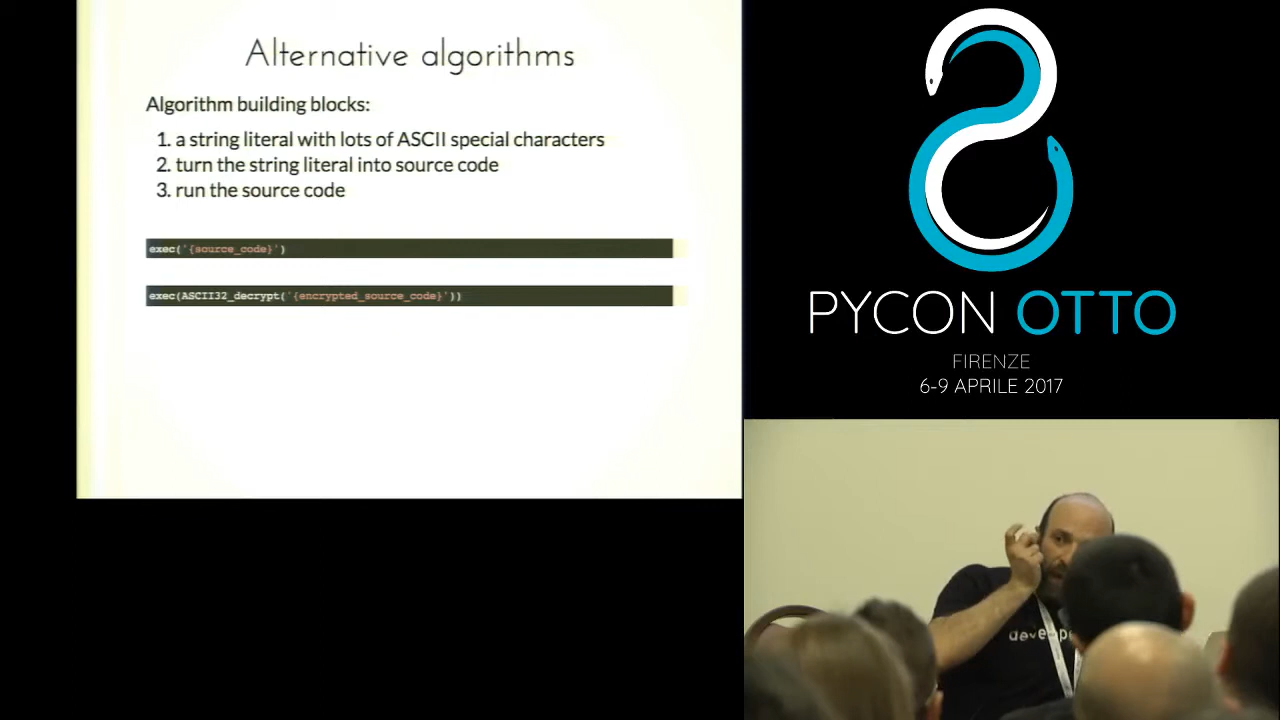 Alternative algorithms
Algorithm building blocks:
1. a string literal with lots of ASCII special characters
2. turn the string literal into source code
3. run the source code
exec('{source_code}')
exec(ASCII32_decrypt('{encrypted_source_code}'))
PYCON OTTO
FIRENZE
6-9 APRILE 2017